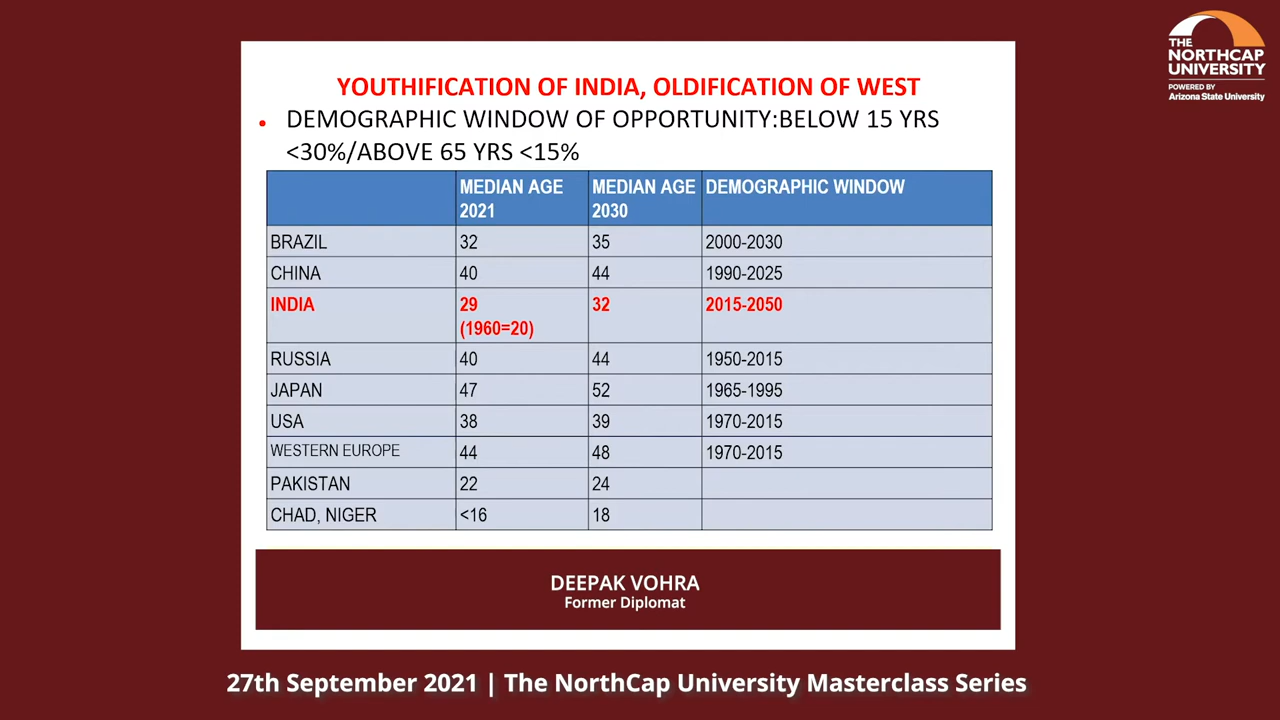 THE
NORTHCAP
UNIVERSITY
POWERED BY
Arizona State University
YOUTHIFICATION OF INDIA, OLDIFICATION OF WEST
• DEMOGRAPHIC WINDOW OF OPPORTUNITY:BELOW 15 YRS
<30%/ABOVE 65 YRS <15%
MEDIAN AGE 2021 MEDIAN AGE 2030 DEMOGRAPHIC WINDOW
BRAZIL 32 35 2000-2030
CHINA 40 44 1990-2025
INDIA 29 (1960=20) 32 2015-2050
RUSSIA 40 44 1950-2015
JAPAN 47 52 1965-1995
USA 38 39 1970-2015
WESTERN EUROPE 44 48 1970-2015
PAKISTAN 22 24
CHAD, NIGER <16 18
DEEPAK VOHRA
Former Diplomat
27th September 2021 | The NorthCap University Masterclass Series